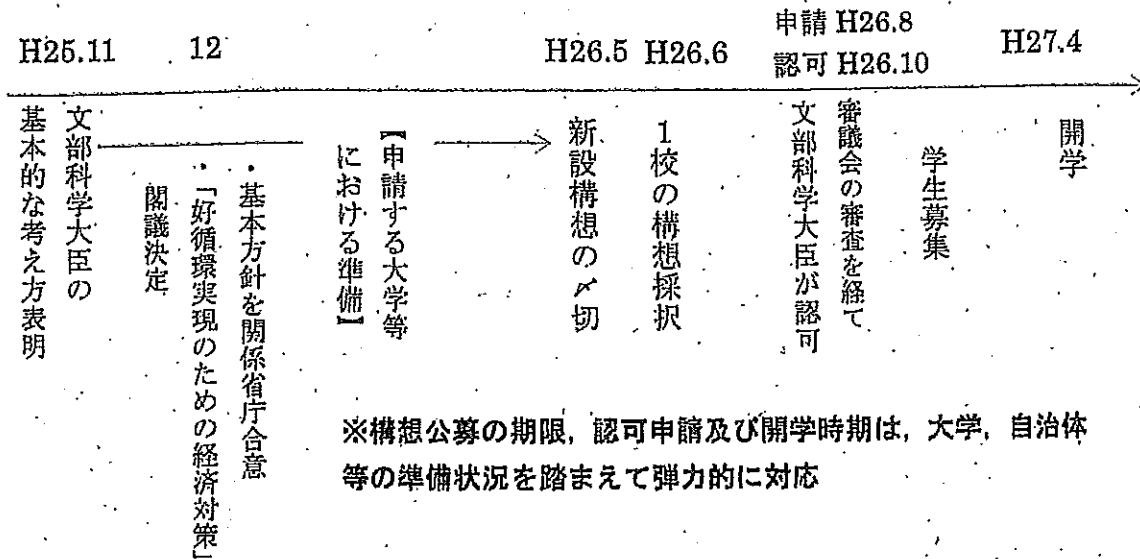 H25.11
12
H26.5
H26.6
申請 H26.8
認可 H26.10
H27.4
文部科学大臣の
基本的な考え方表明
・基本方針を関係省庁合意
・「好循環実現のための経済対策」
閣議決定
【申請する大学等
における準備】
新設構想の〆切
1校の構想採択
審議会の審査を経て
文部科学大臣が認可
学生募集
開学
※構想公募の期限，認可申請及び開学時期は，大学，自治体
等の準備状況を踏まえて弾力的に対応